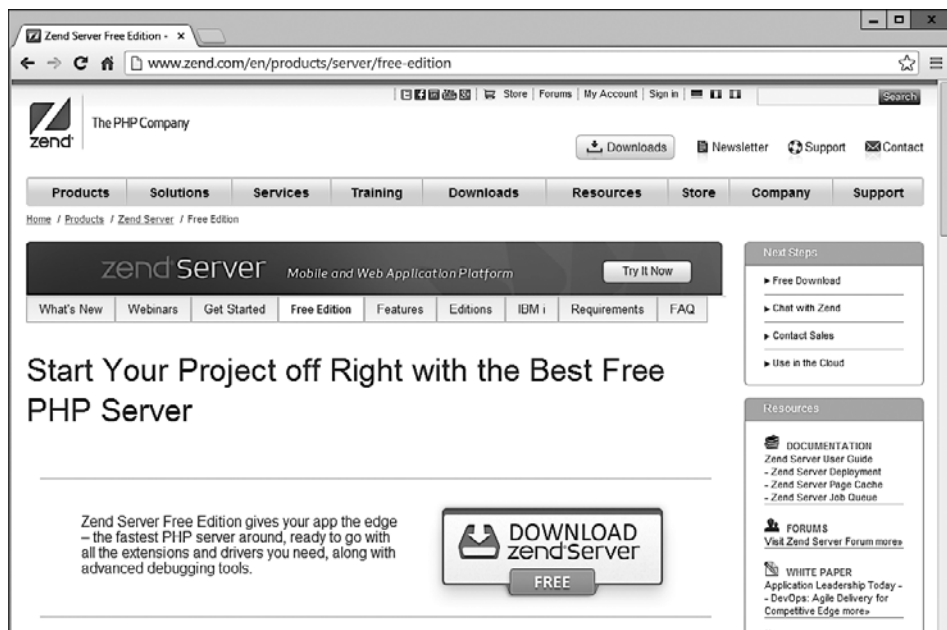 Zend Server Free Edition - x
www.zend.com/en/products/server/free-edition
Store | Forums | My Account | Sign in |
Search
zend
The PHP Company
Downloads
Newsletter
Support
Contact
Products
Solutions
Services
Training
Downloads
Resources
Store
Company
Support
Home / Products / Zend Server / Free Edition
zend Server
Mobile and Web Application Platform
Try It Now
What's New
Webinars
Get Started
Free Edition
Features
Editions
IBM i
Requirements
FAQ
Start Your Project off Right with the Best Free
PHP Server
Zend Server Free Edition gives your app the edge
– the fastest PHP server around, ready to go with
all the extensions and drivers you need, along with
advanced debugging tools.
DOWNLOAD
zend Server
FREE
Next Steps
Free Download
Chat with Zend
Contact Sales
Use in the Cloud
Resources
DOCUMENTATION
Zend Server User Guide
- Zend Server Deployment
- Zend Server Page Cache
- Zend Server Job Queue
FORUMS
Visit Zend Server Forum more»
WHITE PAPER
Application Leadership Today -
- DevOps: Agile Delivery for
Competitive Edge more»